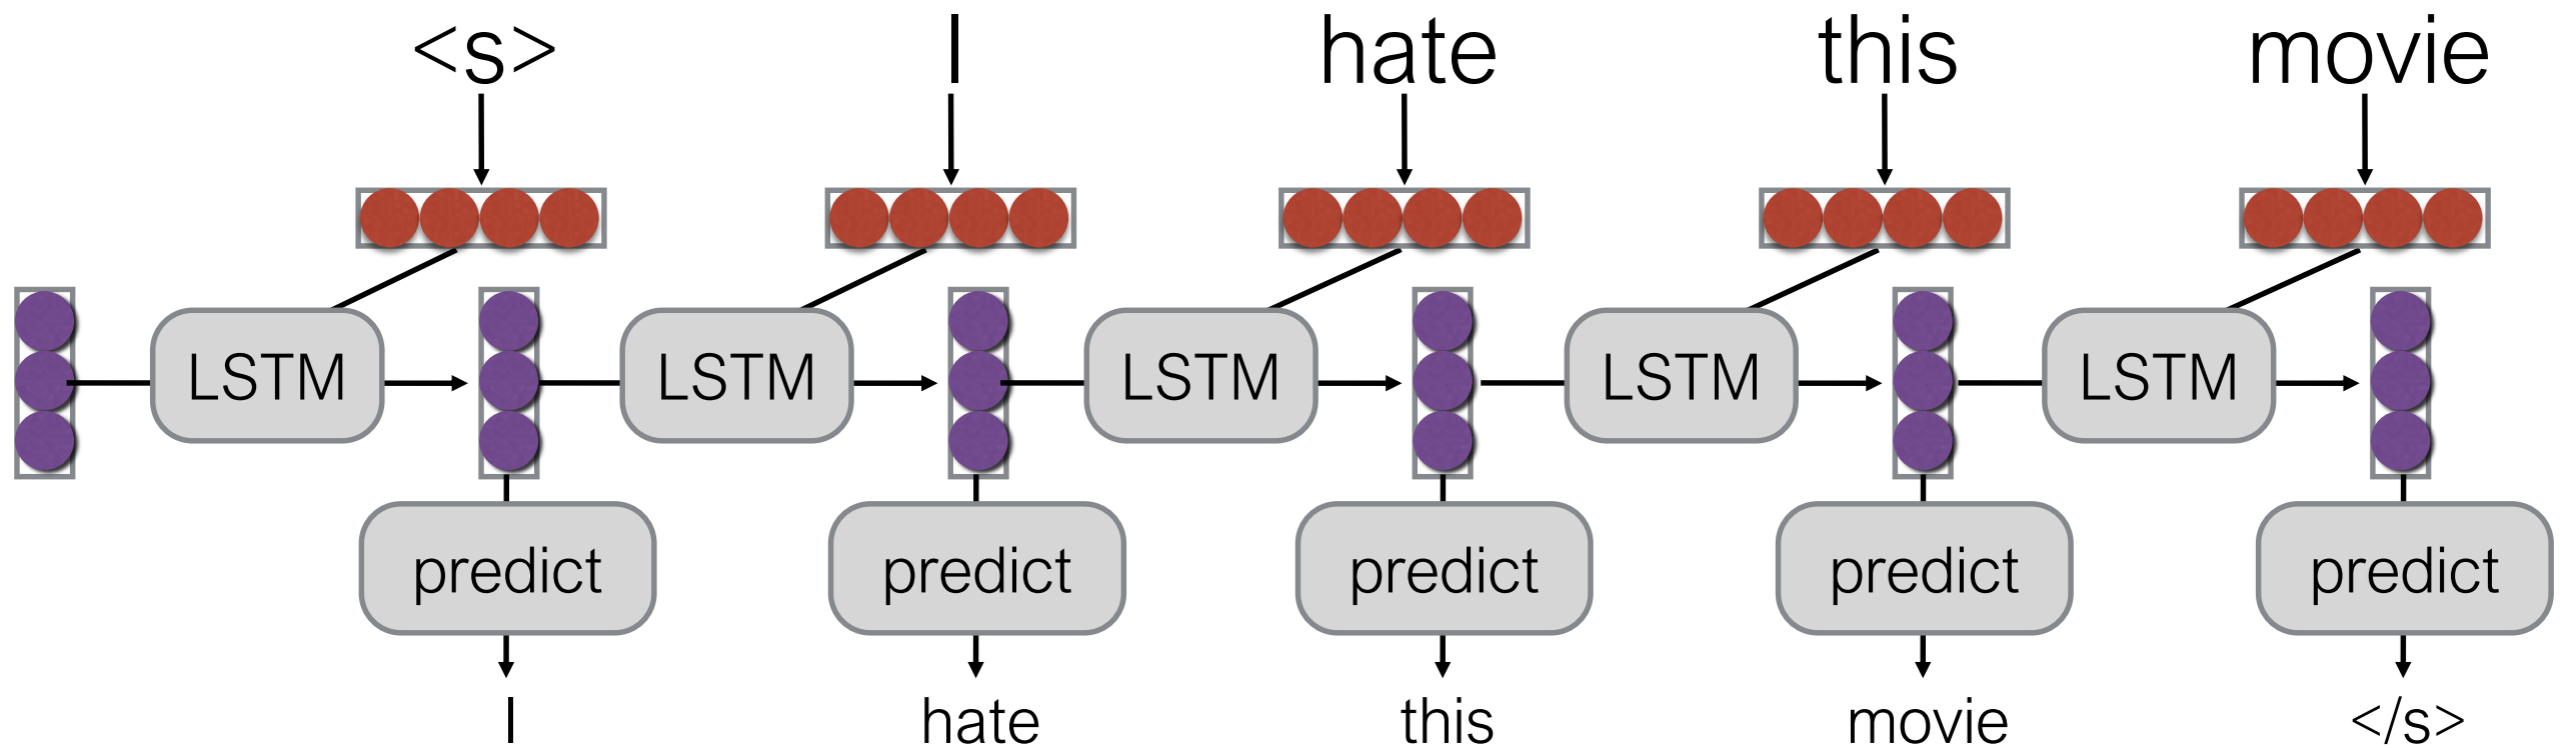 <s> I hate this movie
LSTM LSTM LSTM LSTM LSTM
predict predict predict predict predict
I hate this movie </s>